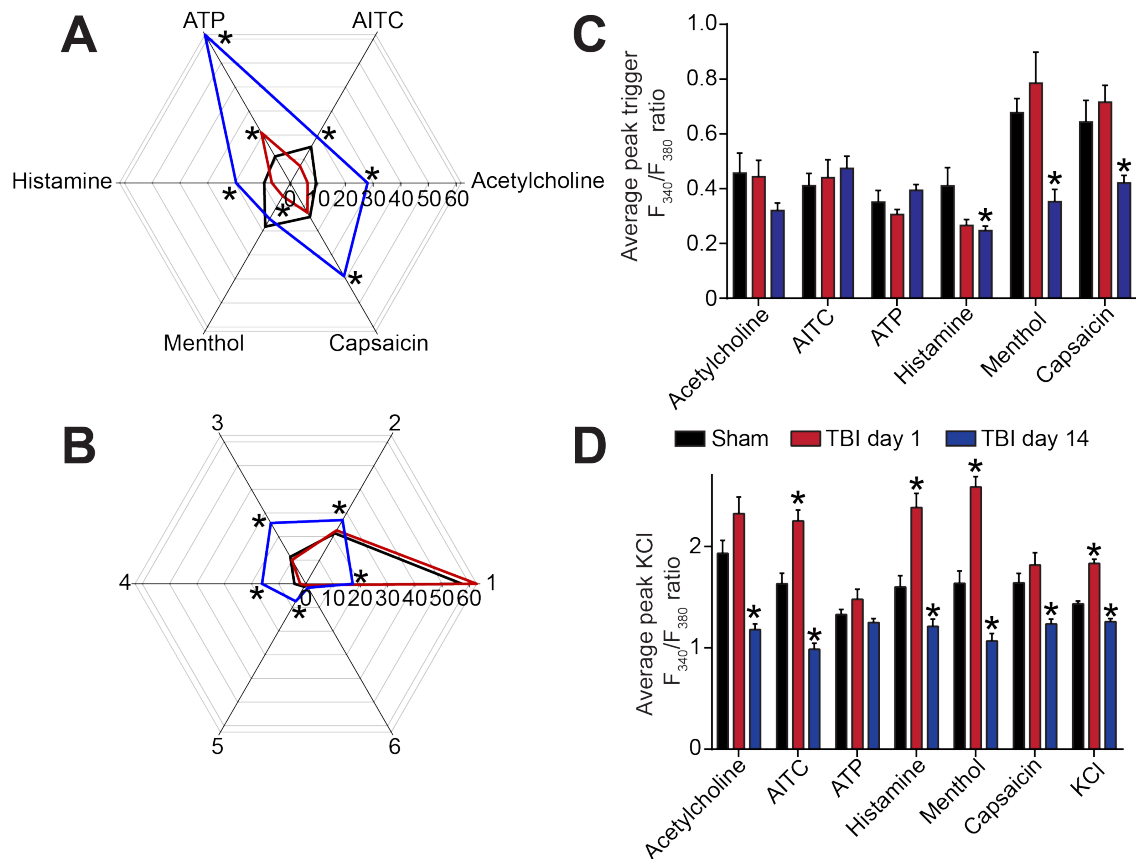 A
ATP
AITC
*
*
*
*
Histamine
0 10 20 30 40 50 60
Acetylcholine
*
*
*
Menthol
Capsaicin
B
3
2
*
*
4
*
*
0 10 20 30 40 50 60
1
*
5
6
C
Average peak trigger
F340/F380 ratio
1.0
0.8
0.6
0.4
0.2
0
*
*
*
Acetylcholine
AITC
ATP
Histamine
Menthol
Capsaicin
D
Sham
TBI day 1
TBI day 14
Average peak KCl
F340/F380 ratio
2
1
0
*
*
*
*
*
*
*
*
*
*
Acetylcholine
AITC
ATP
Histamine
Menthol
Capsaicin
KCl